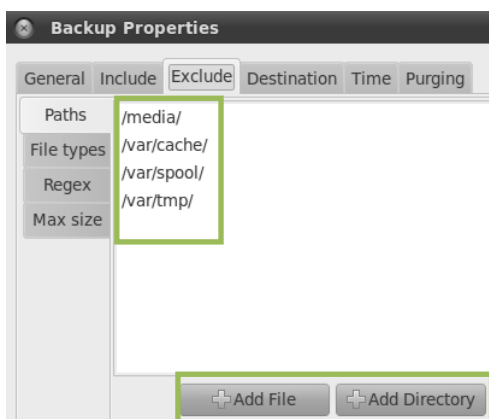 Backup Properties
General Include Exclude Destination Time Purging
Paths
File types
Regex
Max size
/media/
/var/cache/
/var/spool/
/var/tmp/
Add File Add Directory